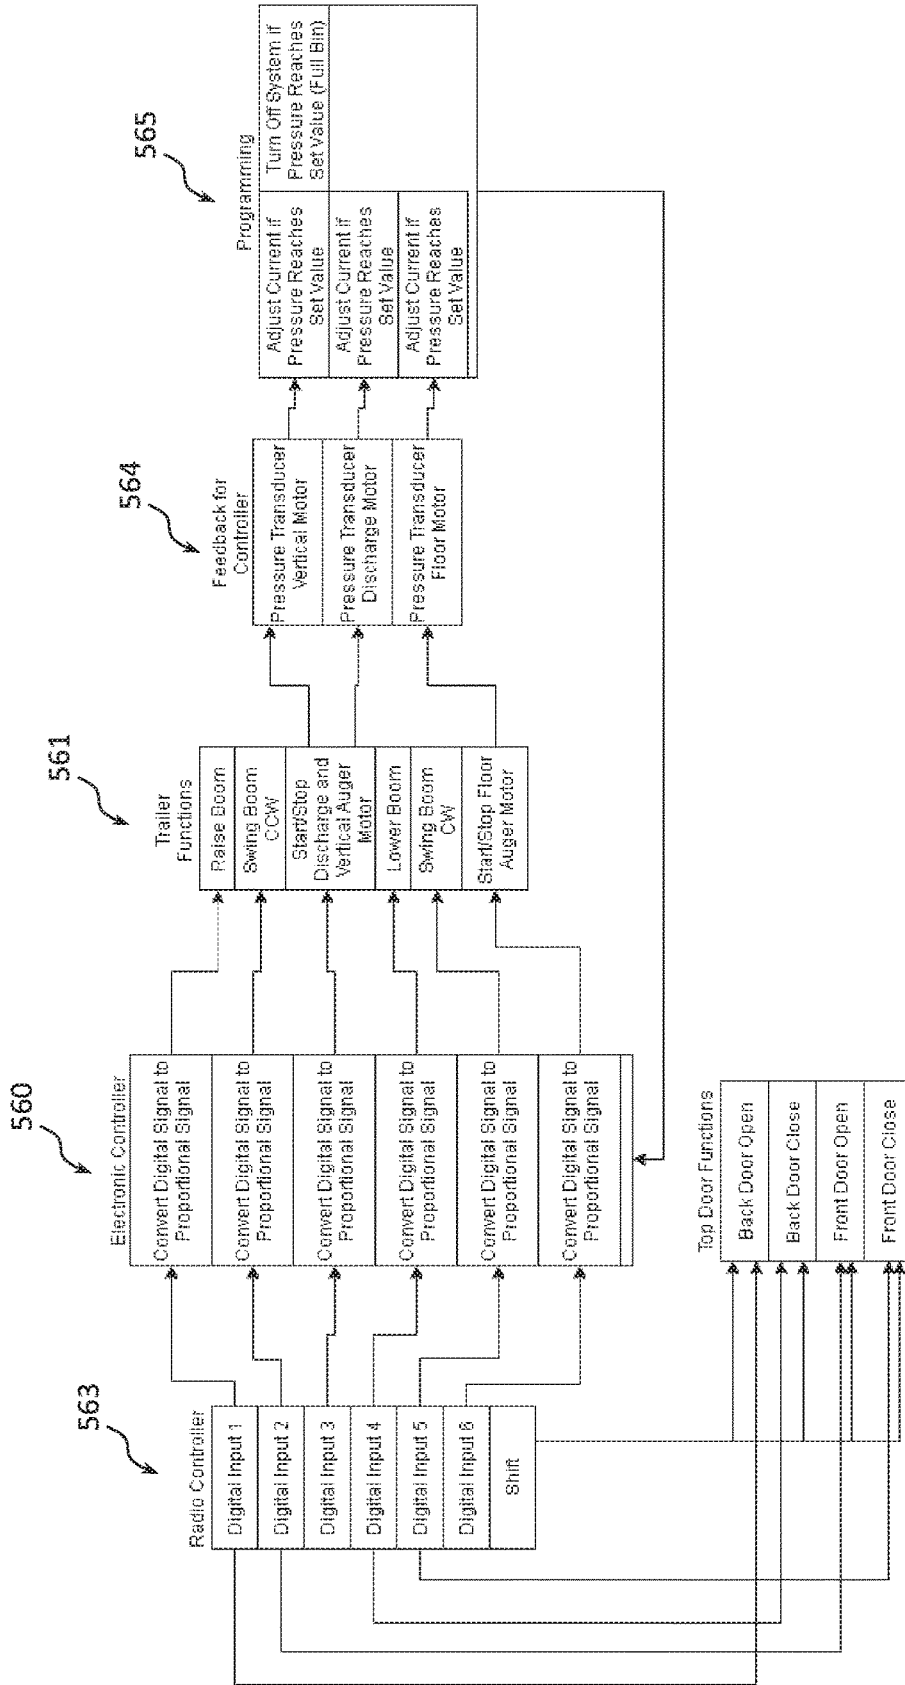 563
Radio Controller
Digital Input 1
Digital Input 2
Digital Input 3
Digital Input 4
Digital Input 5
Digital Input 6
Shift
560
Electronic Controller
Convert Digital Signal to
Proportional Signal
Convert Digital Signal to
Proportional Signal
Convert Digital Signal to
Proportional Signal
Convert Digital Signal to
Proportional Signal
Convert Digital Signal to
Proportional Signal
Convert Digital Signal to
Proportional Signal
561
Trailer
Functions
Raise Boom
Swing Boom
CCW
Start/Stop
Discharge and
Vertical Auger
Motor
Lower Boom
Swing Boom
CW
Start/Stop Floor
Auger Motor
564
Feedback for
Controller
Pressure Transducer
Vertical Motor
Pressure Transducer
Discharge Motor
Pressure Transducer
Floor Motor
565
Programming
Adjust Current if
Pressure Reaches
Set Value
Turn Off System if
Pressure Reaches
Set Value (Full Bin)
Adjust Current if
Pressure Reaches
Set Value
Adjust Current if
Pressure Reaches
Set Value
Top Door Functions
Back Door Open
Back Door Close
Front Door Open
Front Door Close